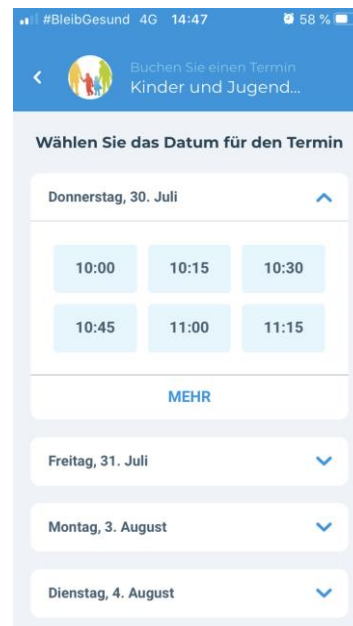 #BleibGesund 4G 14:47 58 %
Buchen Sie einen Termin
Kinder und Jugend...
Wählen Sie das Datum für den Termin
Donnerstag, 30. Juli
10:00 10:15 10:30
10:45 11:00 11:15
MEHR
Freitag, 31. Juli
Montag, 3. August
Dienstag, 4. August